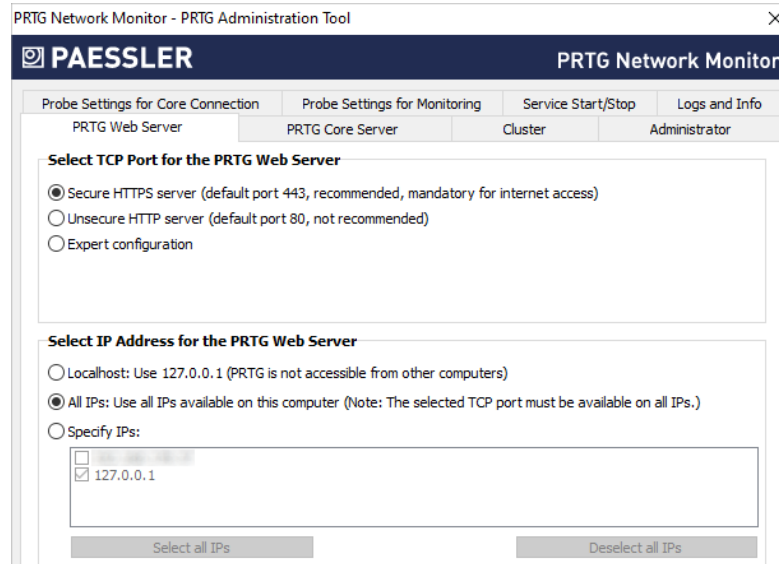 PRTG Network Monitor - PRTG Administration Tool
PAESSLER
PRTG Network Monitor
Probe Settings for Core Connection
Probe Settings for Monitoring
Service Start/Stop
Logs and Info
PRTG Web Server
PRTG Core Server
Cluster
Administrator
Select TCP Port for the PRTG Web Server
Secure HTTPS server (default port 443, recommended, mandatory for internet access)
Unsecure HTTP server (default port 80, not recommended)
Expert configuration
Select IP Address for the PRTG Web Server
Localhost: Use 127.0.0.1 (PRTG is not accessible from other computers)
All IPs: Use all IPs available on this computer (Note: The selected TCP port must be available on all IPs.)
Specify IPs:
127.0.0.1
Select all IPs
Deselect all IPs